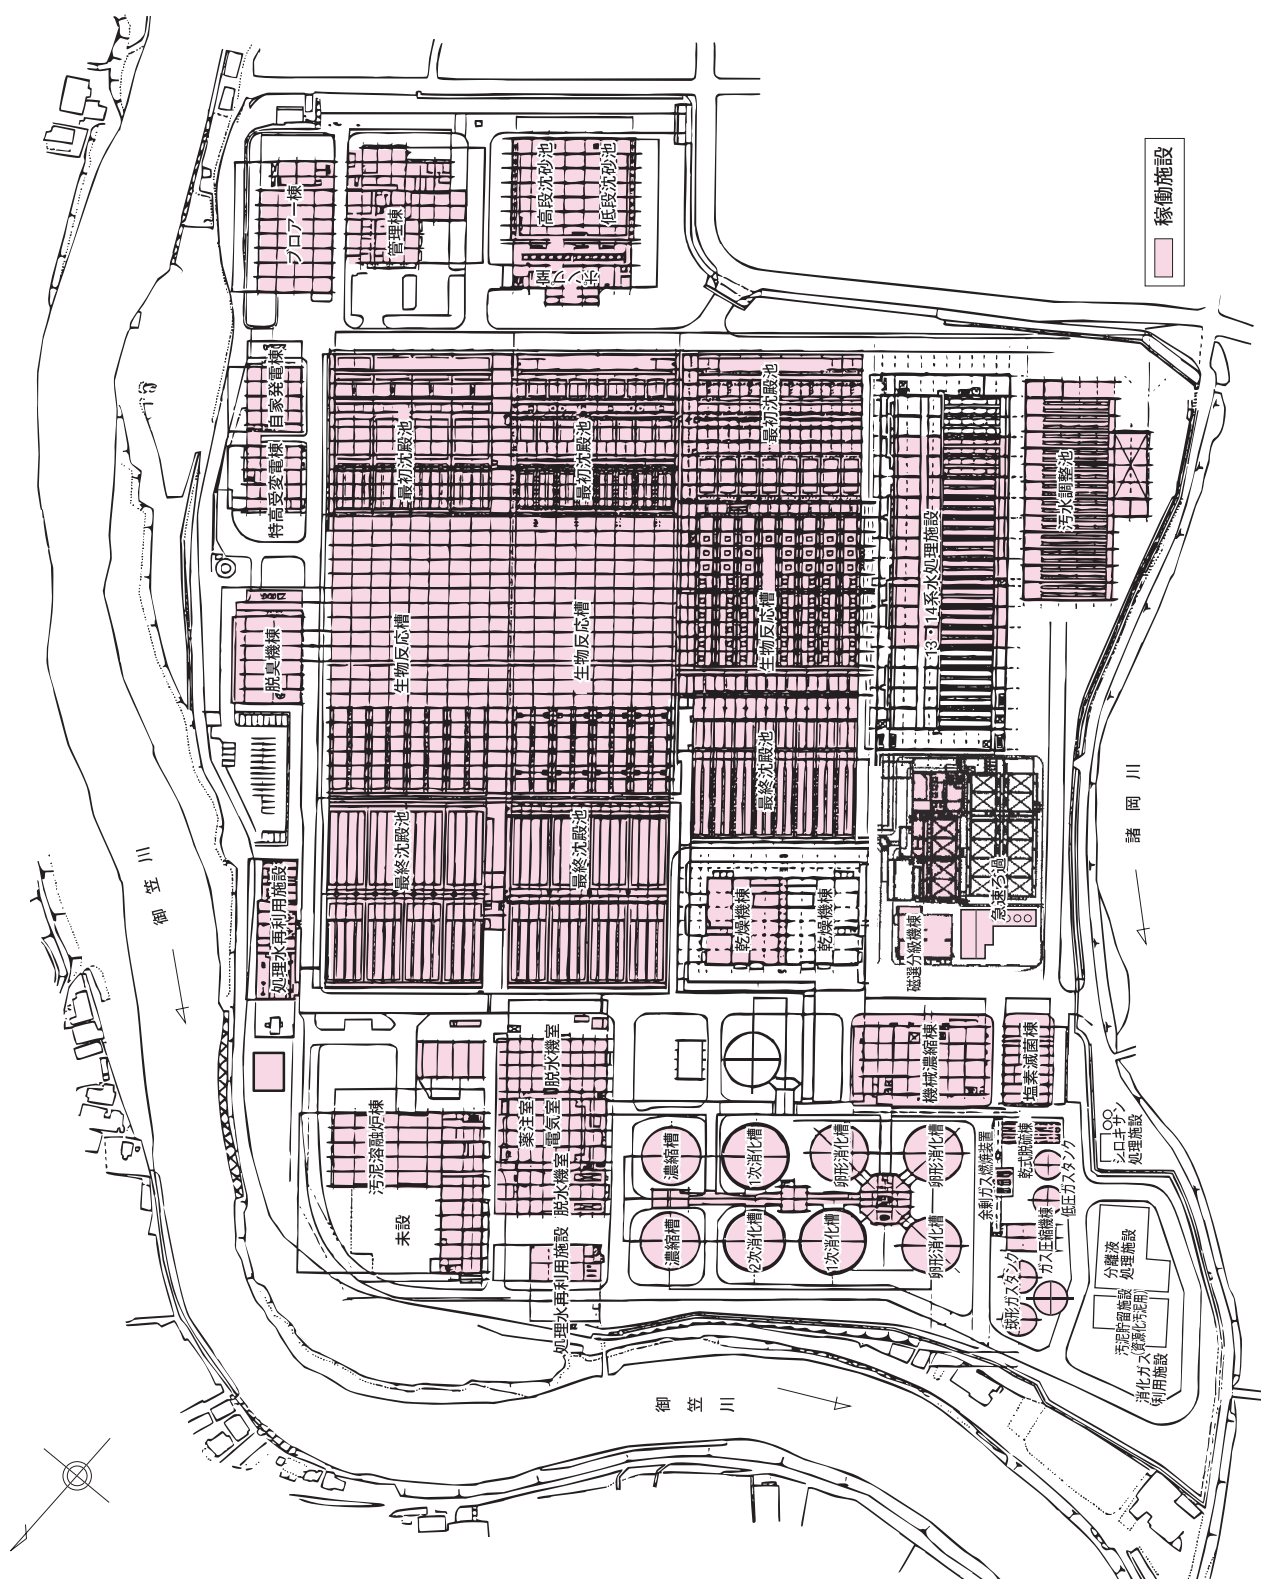 稼働施設
ブロアー棟
管理棟
高段沈砂池
低段沈砂池
ポンプ室
自家発電棟
特高受変電棟
最初沈殿池
最初沈殿池
最初沈殿池
13・14系水処理施設
汚水調整池
脱臭機棟
生物反応槽
生物反応槽
生物反応槽
最終沈殿池
最終沈殿池
最終沈殿池
処理水再利用施設
乾燥機棟
乾燥機棟
急速ろ過
磁選分級機棟
御笠川
諸岡川
汚泥溶融炉棟
未設
脱水機室
薬注室
電気室
脱水機室
処理水再利用施設
機械濃縮棟
塩素滅菌棟
濃縮槽
濃縮槽
1次消化槽
2次消化槽
1次消化槽
卵形消化槽
卵形消化槽
卵形消化槽
余剰ガス燃焼装置
乾式脱硫棟
低圧ガスタンク
ガス圧縮機棟
球形ガスタンク
シロキサン
処理施設
分離液
処理施設
汚泥貯留施設
(資源化汚泥用)
消化ガス
利用施設
御笠川